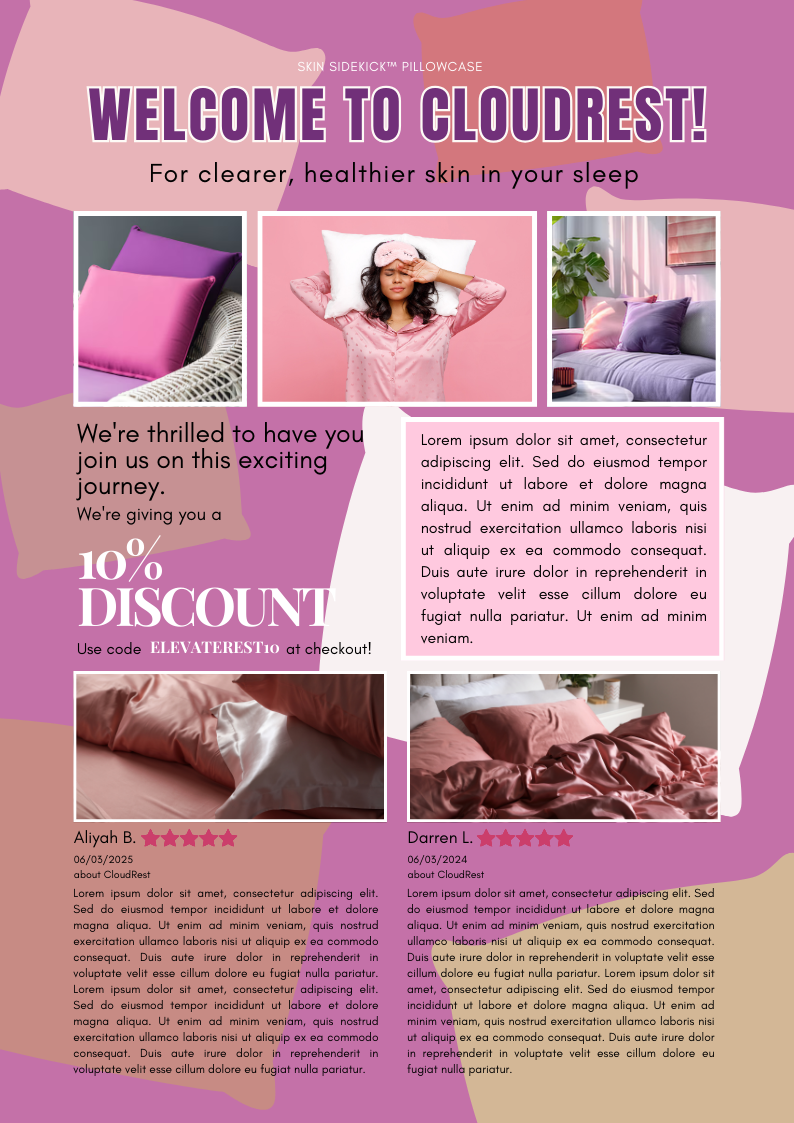 SKIN SIDEKICK™ PILLOWCASE
WELCOME TO CLOUDREST!
For clearer, healthier skin in your sleep
We're thrilled to have you
join us on this exciting
journey.
We're giving you a
10%
DISCOUNT
Use code ELEVATEREST10 at checkout!
Lorem ipsum dolor sit amet, consectetur
adipiscing elit. Sed do eiusmod tempor
incididunt ut labore et dolore magna
aliqua. Ut enim ad minim veniam, quis
nostrud exercitation ullamco laboris nisi
ut aliquip ex ea commodo consequat.
Duis aute irure dolor in reprehenderit in
voluptate velit esse cillum dolore eu
fugiat nulla pariatur. Ut enim ad minim
veniam.
Aliyah B.
06/03/2025
about CloudRest
Lorem ipsum dolor sit amet, consectetur adipiscing elit.
Sed do eiusmod tempor incididunt ut labore et dolore
magna aliqua. Ut enim ad minim veniam, quis nostrud
exercitation ullamco laboris nisi ut aliquip ex ea commodo
consequat. Duis aute irure dolor in reprehenderit in
voluptate velit esse cillum dolore eu fugiat nulla pariatur.
Lorem ipsum dolor sit amet, consectetur adipiscing elit.
Sed do eiusmod tempor incididunt ut labore et dolore
magna aliqua. Ut enim ad minim veniam, quis nostrud
exercitation ullamco laboris nisi ut aliquip ex ea commodo
consequat. Duis aute irure dolor in reprehenderit in
voluptate velit esse cillum dolore eu fugiat nulla pariatur.
Darren L.
06/03/2024
about CloudRest
Lorem ipsum dolor sit amet, consectetur adipiscing elit. Sed
do eiusmod tempor incididunt ut labore et dolore magna
aliqua. Ut enim ad minim veniam, quis nostrud exercitation
ullamco laboris nisi ut aliquip ex ea commodo consequat.
Duis aute irure dolor in reprehenderit in voluptate velit esse
cillum dolore eu fugiat nulla pariatur. Lorem ipsum dolor sit
amet, consectetur adipiscing elit. Sed do eiusmod tempor
incididunt ut labore et dolore magna aliqua. Ut enim ad
minim veniam, quis nostrud exercitation ullamco laboris nisi
ut aliquip ex ea commodo consequat. Duis aute irure dolor
in reprehenderit in voluptate velit esse cillum dolore eu
fugiat nulla pariatur.